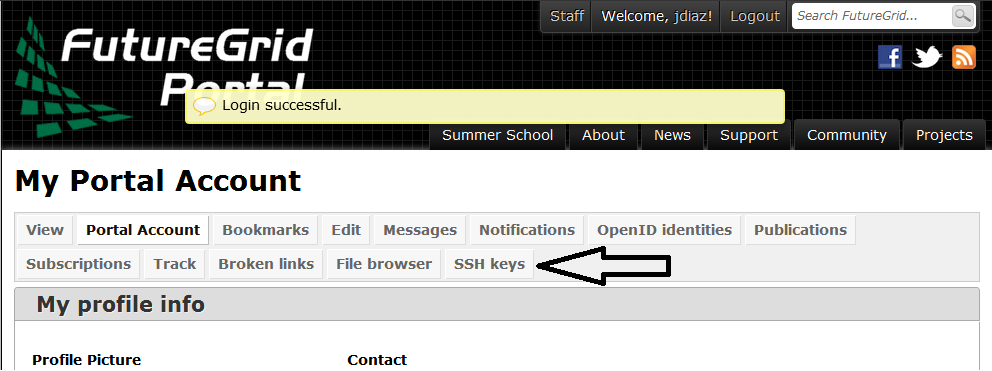 Staff Welcome, jdiaz! Logout Search FutureGrid...
FutureGrid
Portal
Login successful.
Summer School About News Support Community Projects
My Portal Account
View Portal Account Bookmarks Edit Messages Notifications OpenID identities Publications
Subscriptions Track Broken links File browser SSH keys
My profile info
Profile Picture Contact